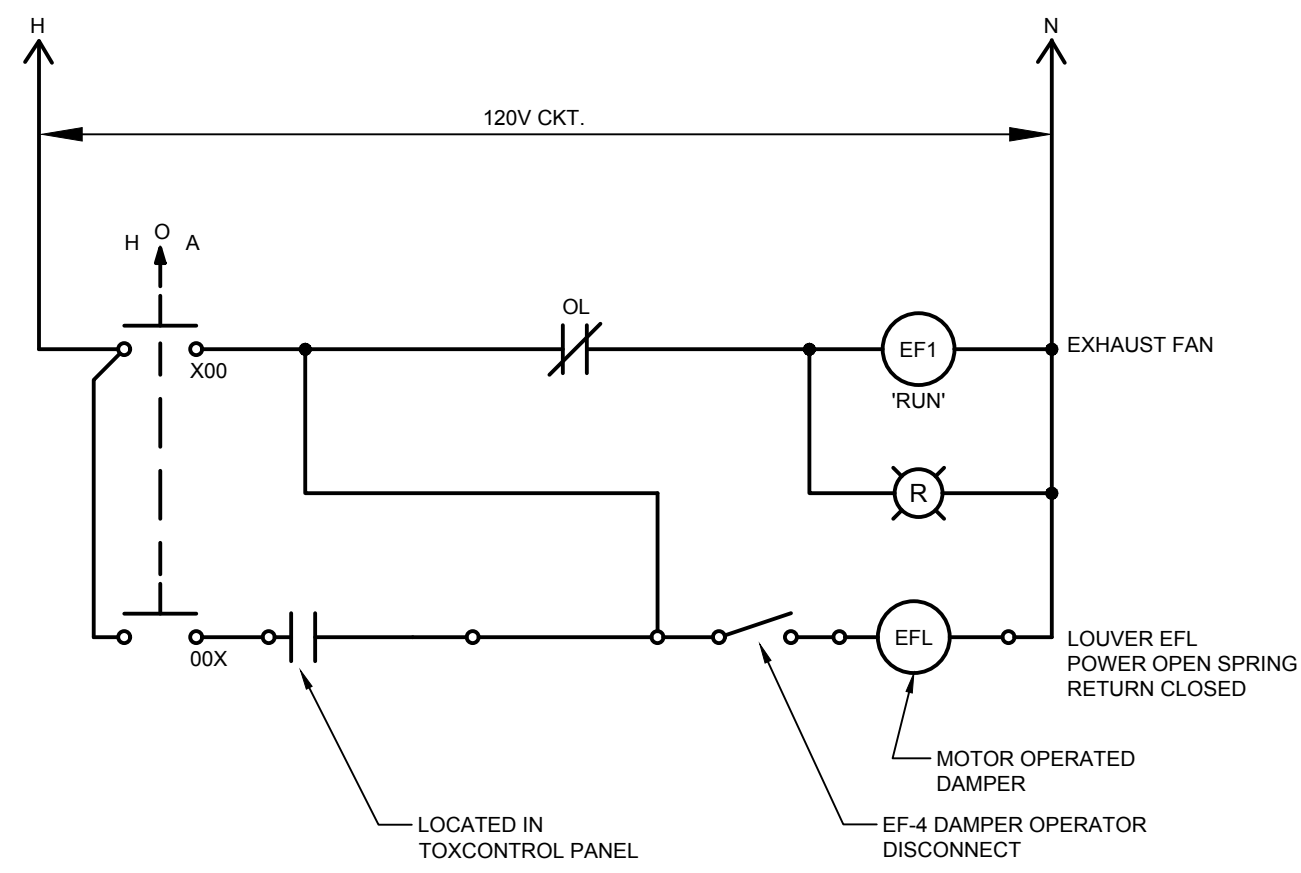 H
N
120V CKT.
H O A
OL
X00
EF1
EXHAUST FAN
'RUN'
R
00X
EFL
LOUVER EFL
POWER OPEN SPRING
RETURN CLOSED
MOTOR OPERATED
DAMPER
LOCATED IN
TOXCONTROL PANEL
EF-4 DAMPER OPERATOR
DISCONNECT